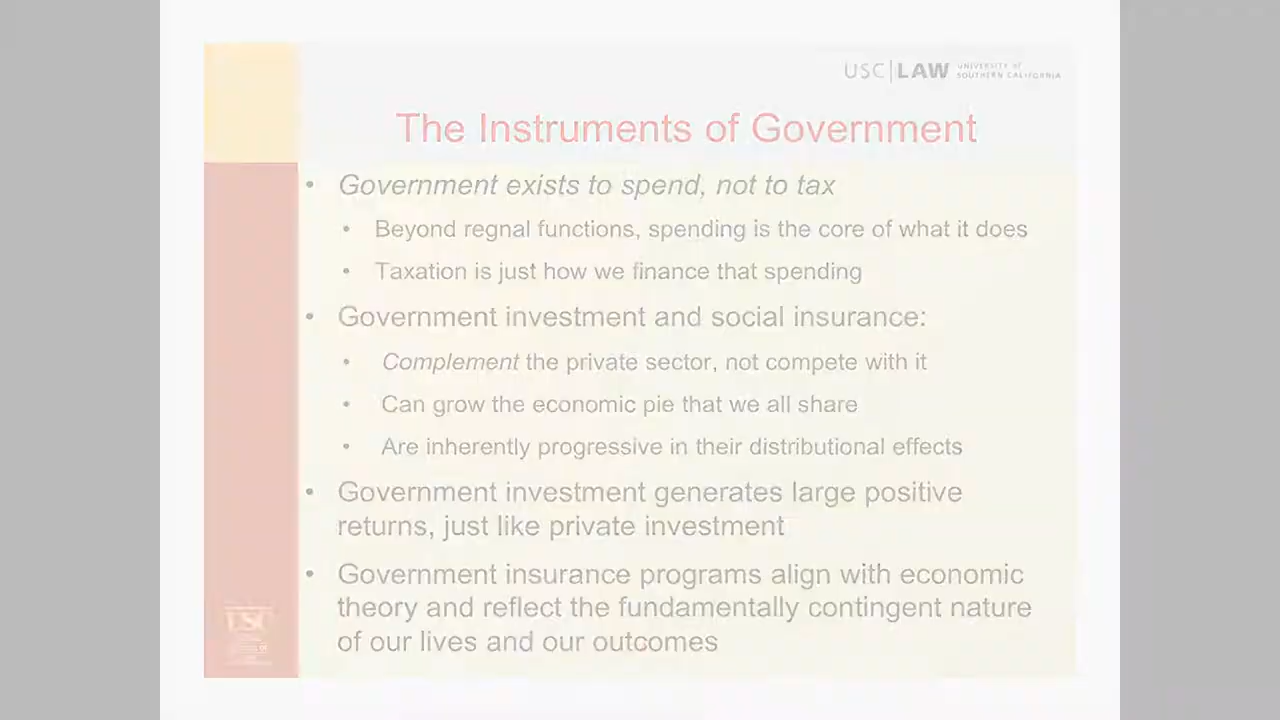 USC LAW UNIVERSITY OF
SOUTHERN CALIFORNIA
The Instruments of Government
• Government exists to spend, not to tax
• Beyond regnal functions, spending is the core of what it does
• Taxation is just how we finance that spending
• Government investment and social insurance:
• Complement the private sector, not compete with it
• Can grow the economic pie that we all share
• Are inherently progressive in their distributional effects
• Government investment generates large positive
returns, just like private investment
• Government insurance programs align with economic
theory and reflect the fundamentally contingent nature
of our lives and our outcomes
USC